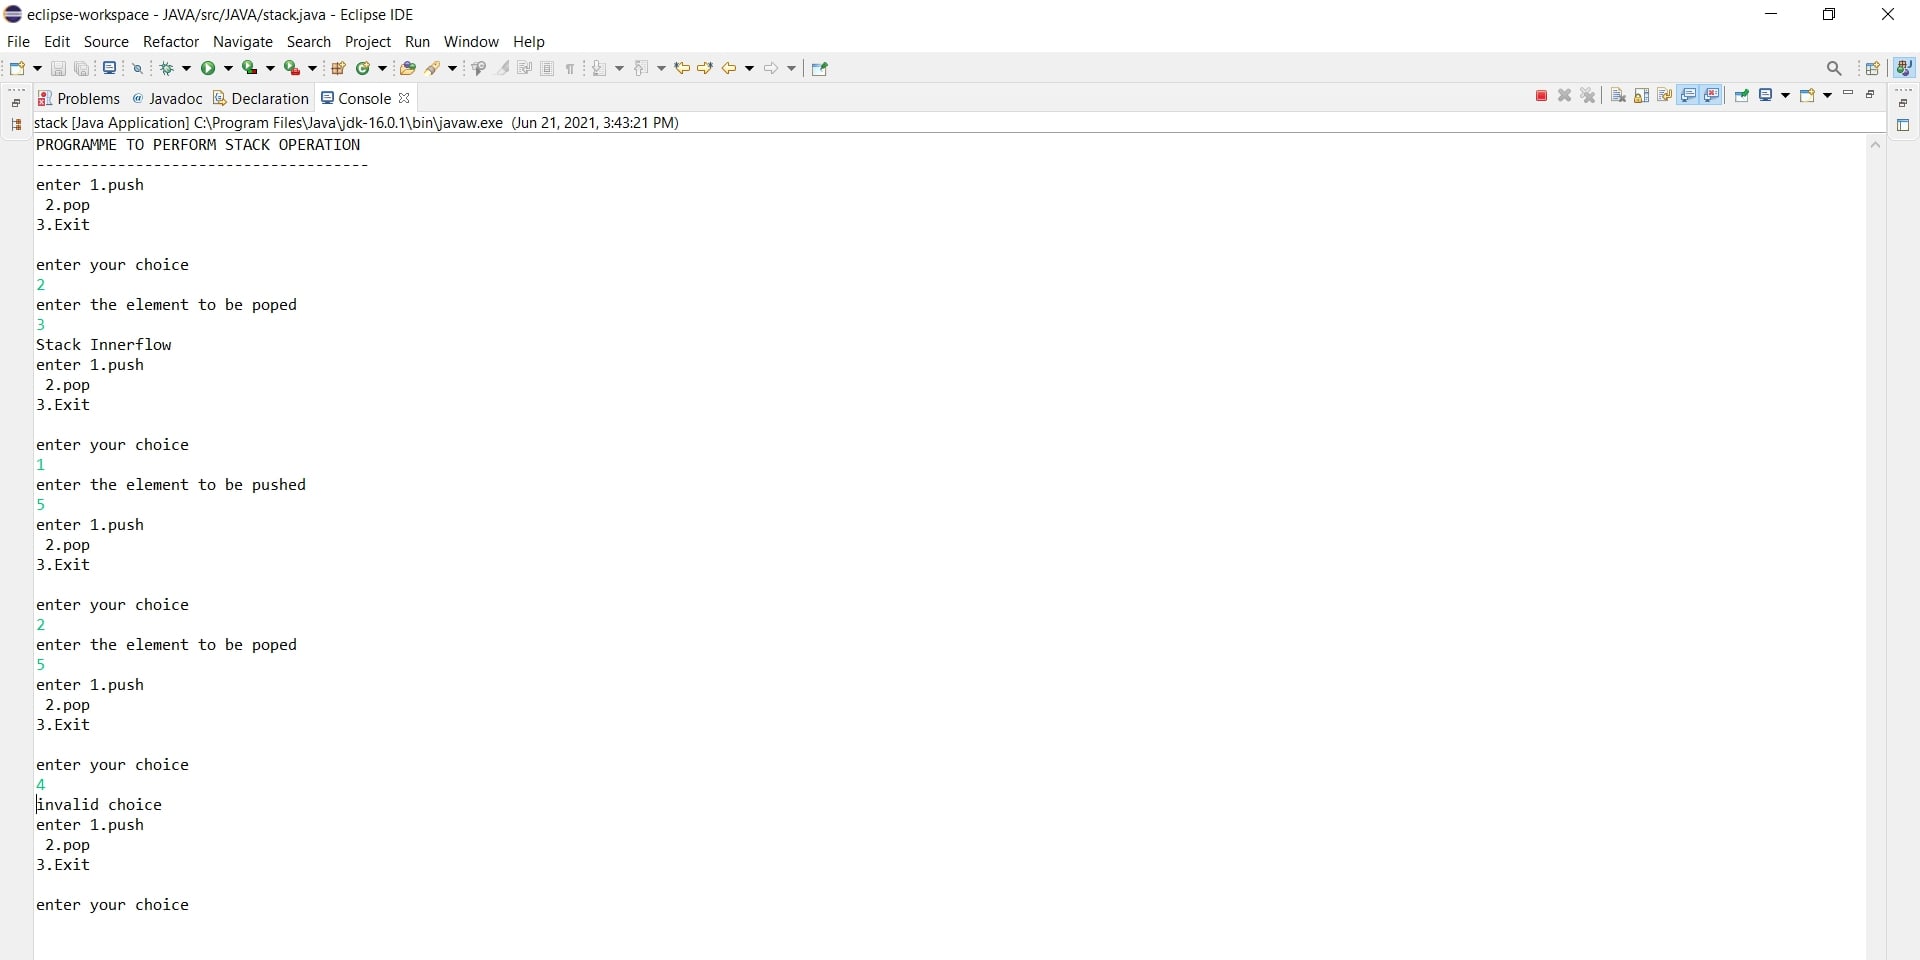 eclipse-workspace - JAVA/src/JAVA/stack.java - Eclipse IDE
File Edit Source Refactor Navigate Search Project Run Window Help
Problems @ Javadoc Declaration Console
stack [Java Application] C:\Program Files\Java\jdk-16.0.1\bin\javaw.exe (Jun 21, 2021, 3:43:21 PM)
PROGRAMME TO PERFORM STACK OPERATION
-------------------------------------
enter 1.push
 2.pop
3.Exit

enter your choice
2
enter the element to be poped
3
Stack Innerflow
enter 1.push
 2.pop
3.Exit

enter your choice
1
enter the element to be pushed
5
enter 1.push
 2.pop
3.Exit

enter your choice
2
enter the element to be poped
5
enter 1.push
 2.pop
3.Exit

enter your choice
4
invalid choice
enter 1.push
 2.pop
3.Exit

enter your choice